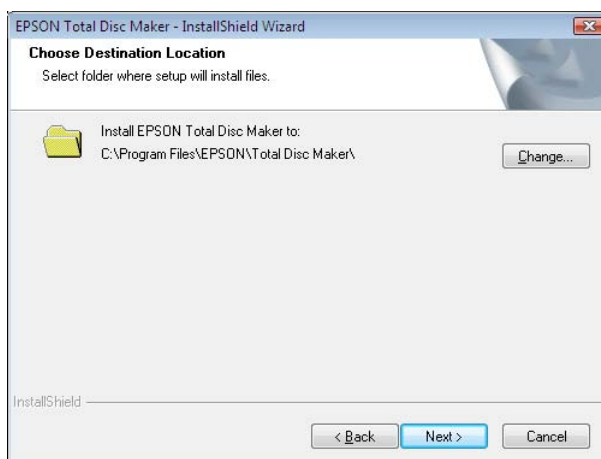 EPSON Total Disc Maker - InstallShield Wizard
Choose Destination Location
Select folder where setup will install files.
Install EPSON Total Disc Maker to:
C:\Program Files\EPSON\Total Disc Maker\
Change...
InstallShield
< Back
Next >
Cancel